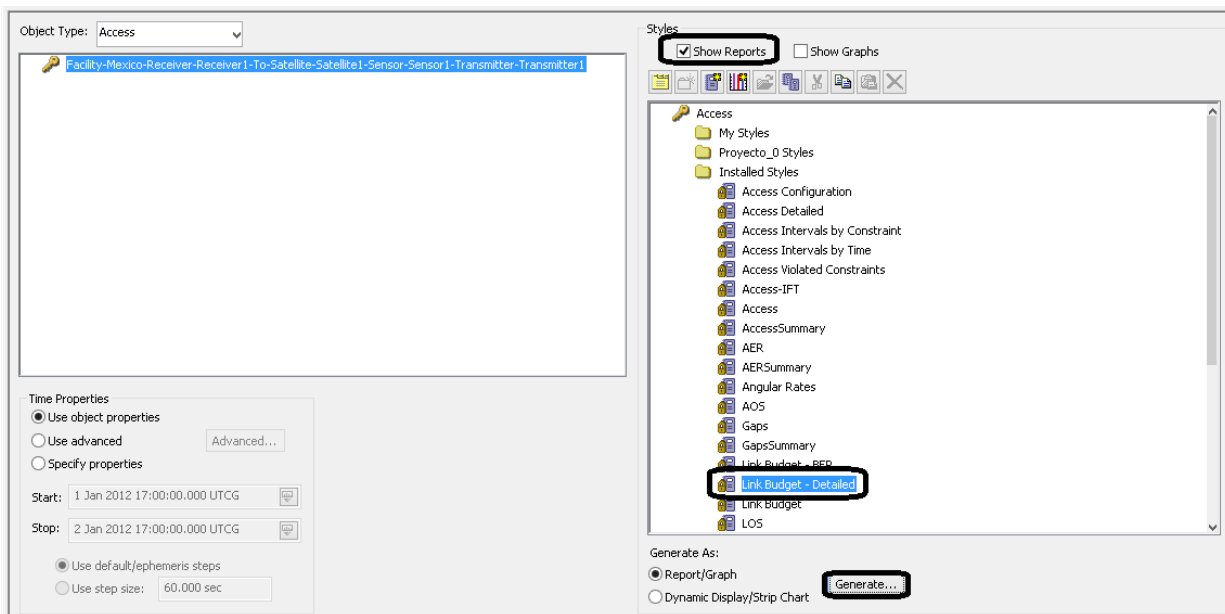 Object Type: Access
Facility-Mexico-Receiver-Receiver1-To-Satellite-Satellite1-Sensor-Sensor1-Transmitter-Transmitter1
Time Properties
Use object properties
Use advanced Advanced...
Specify properties
Start: 1 Jan 2012 17:00:00.000 UTCG
Stop: 2 Jan 2012 17:00:00.000 UTCG
Use default/ephemeris steps
Use step size: 60.000 sec
Styles
Show Reports Show Graphs
Access
My Styles
Proyecto_0 Styles
Installed Styles
Access Configuration
Access Detailed
Access Intervals by Constraint
Access Intervals by Time
Access Violated Constraints
Access-IFT
Access
AccessSummary
AER
AERSummary
Angular Rates
AOS
Gaps
GapsSummary
Link Budget - BER
Link Budget - Detailed
Link Budget
LOS
Generate As:
Report/Graph
Generate...
Dynamic Display/Strip Chart